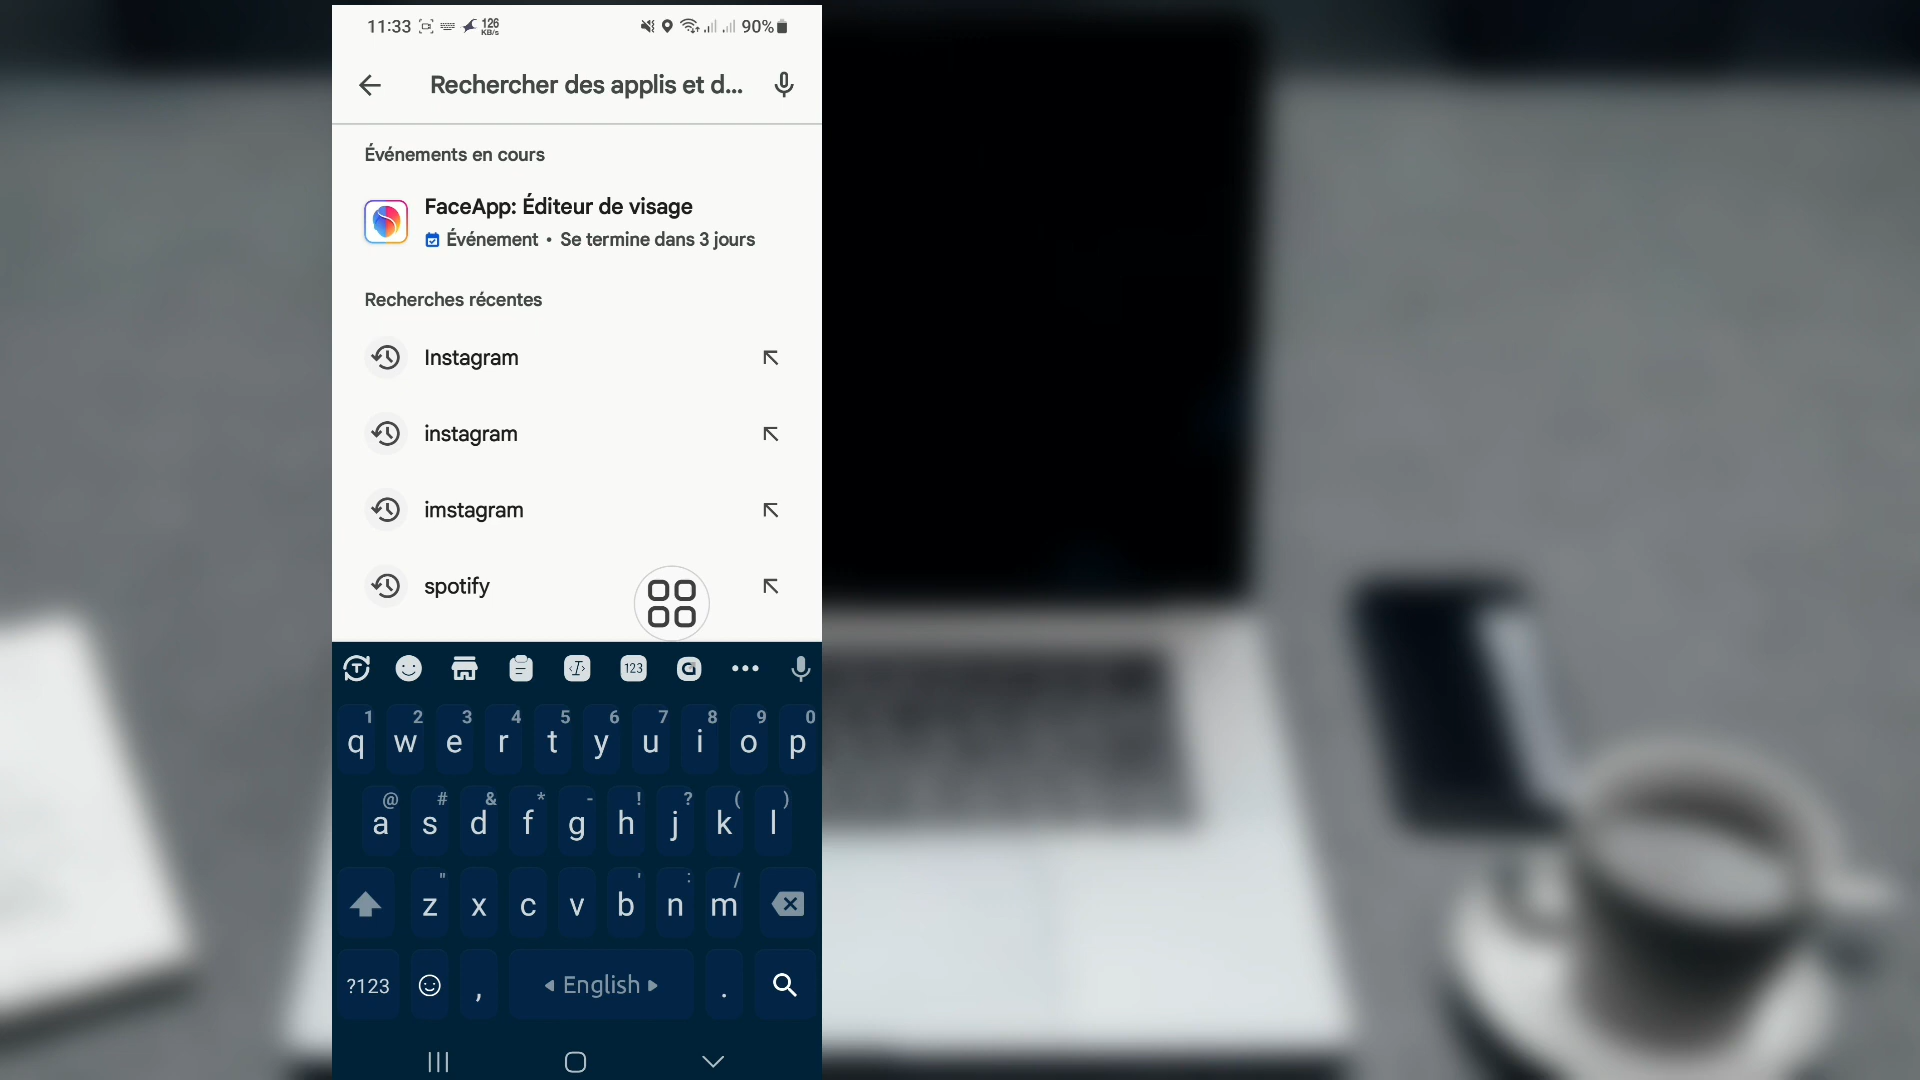 11:33 126 KB/s 90%
Rechercher des applis et d...
Événements en cours
FaceApp: Éditeur de visage
Événement • Se termine dans 3 jours
Recherches récentes
Instagram
instagram
imstagram
spotify
123
1 2 3 4 5 6 7 8 9 0
q w e r t y u i o p
@ # & * - ! ? ( )
a s d f g h j k l
" ' : /
z x c v b n m
?123 , English .